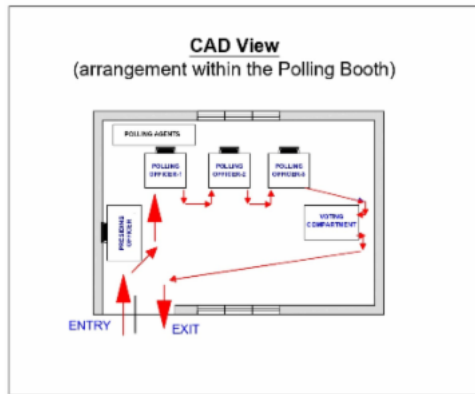 CAD View
(arrangement within the Polling Booth)
POLLING AGENTS
POLLING
OFFICER-1
POLLING
OFFICER-2
POLLING
OFFICER-3
PRESIDING
OFFICER
VOTING
COMPARTMENT
ENTRY
EXIT